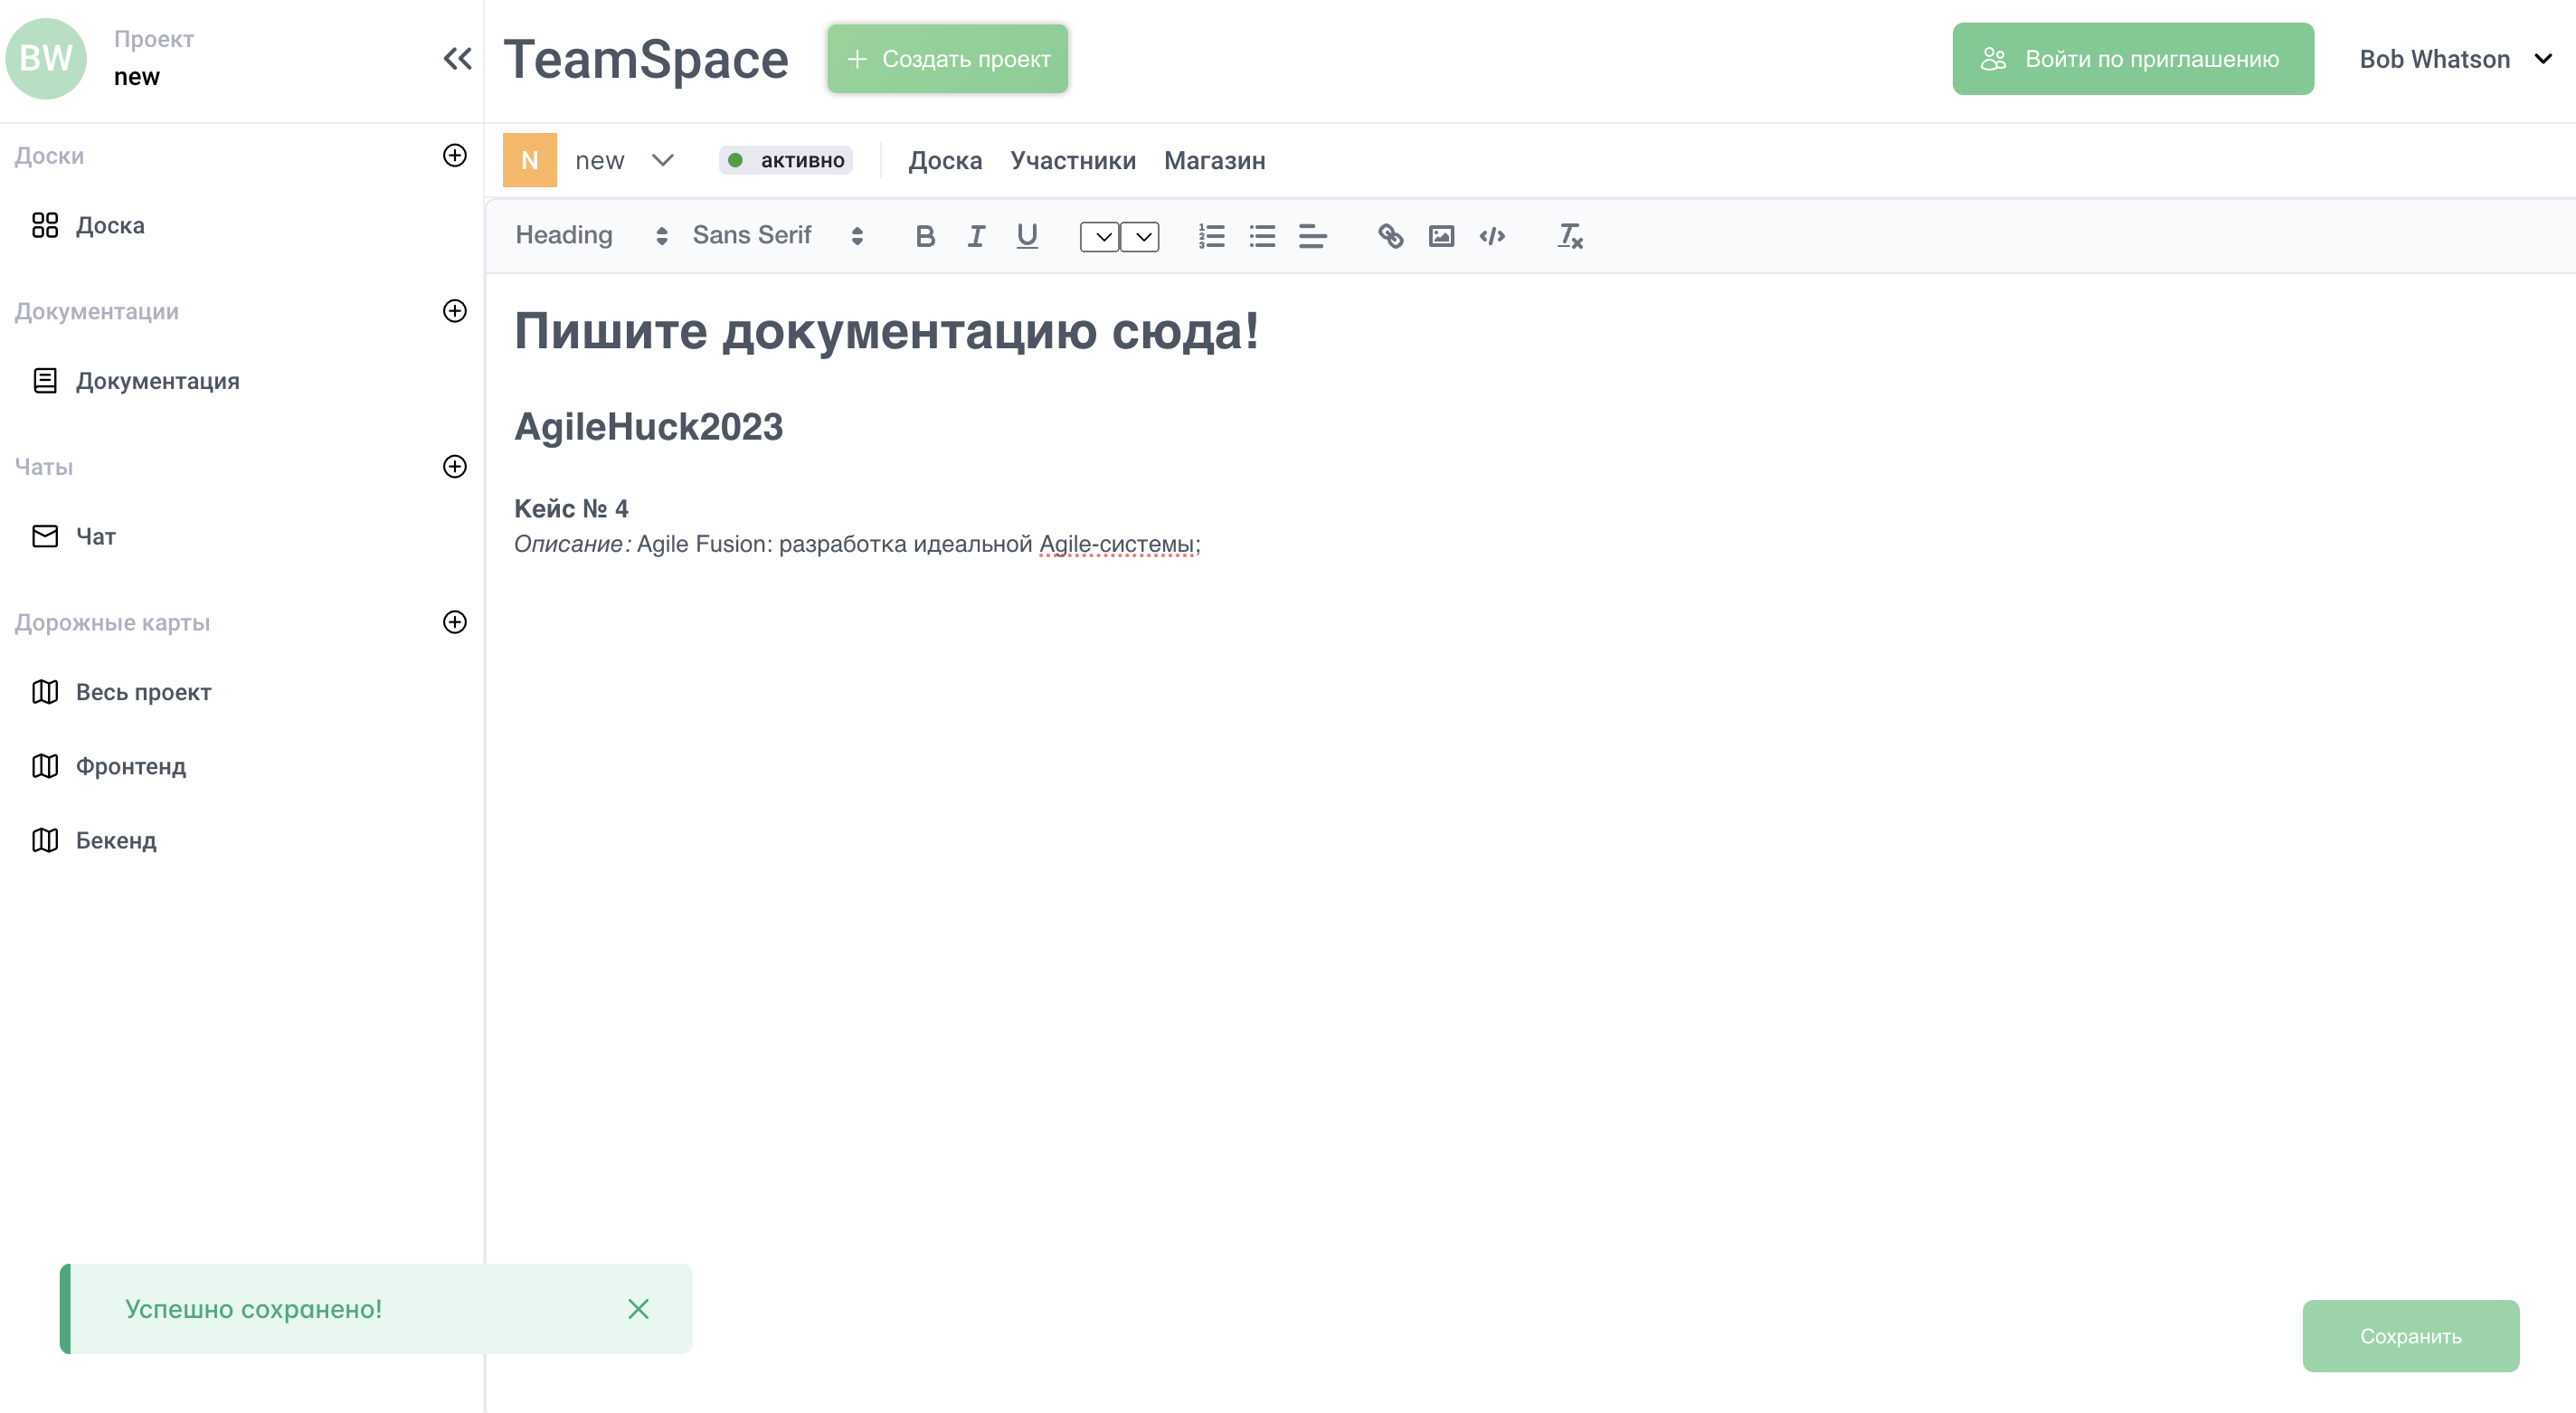 BW
Проект
new
TeamSpace
Создать проект
Войти по приглашению
Bob Whatson
Доски
Доска
Документации
Документация
Чаты
Чат
Дорожные карты
Весь проект
Фронтенд
Бекенд
N
new
активно
Доска
Участники
Магазин
Heading
Sans Serif
Пишите документацию сюда!
AgileHuck2023
Кейс № 4
Описание: Agile Fusion: разработка идеальной Agile-системы;
Успешно сохранено!
Сохранить